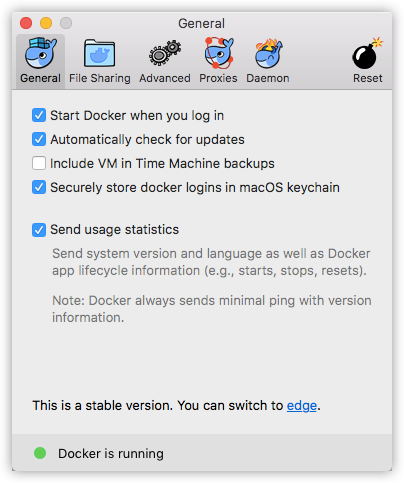 General
General File Sharing Advanced Proxies Daemon Reset
Start Docker when you log in
Automatically check for updates
Include VM in Time Machine backups
Securely store docker logins in macOS keychain
Send usage statistics
Send system version and language as well as Docker
app lifecycle information (e.g., starts, stops, resets).
Note: Docker always sends minimal ping with version
information.
This is a stable version. You can switch to edge.
Docker is running